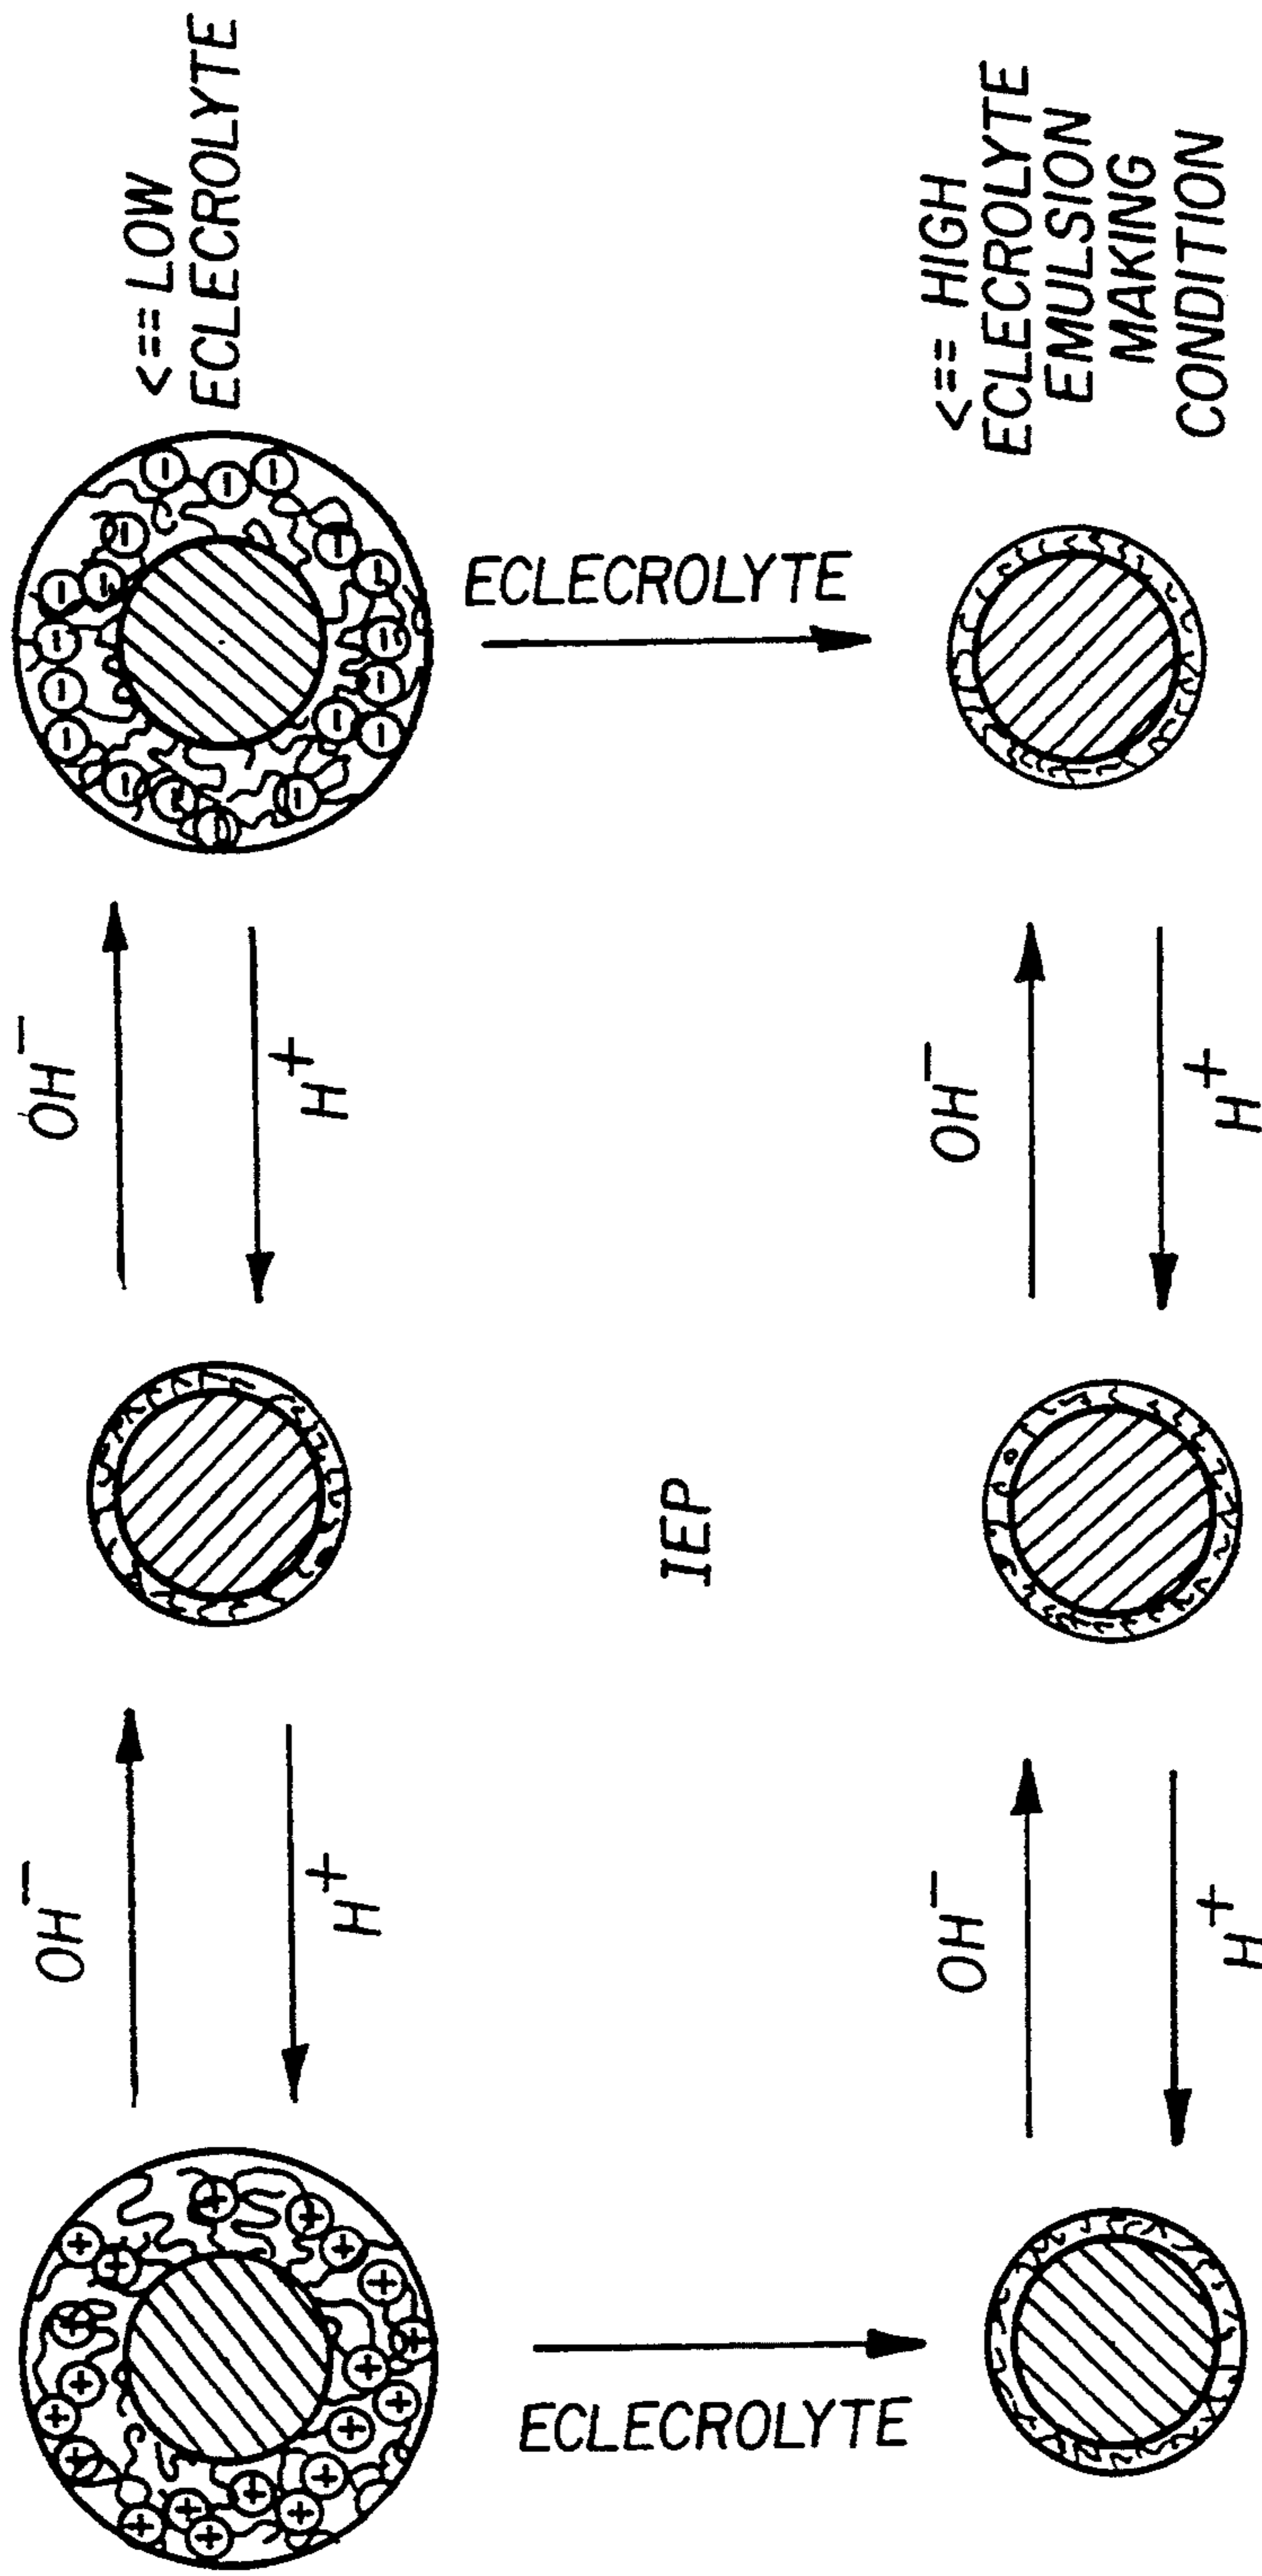 OH⁻
OH⁻
<== LOW
ECLECROLYTE
H⁺
H⁺
ECLECROLYTE
IEP
ECLECROLYTE
OH⁻
OH⁻
<== HIGH
ECLECROLYTE
EMULSION
MAKING
CONDITION
H⁺
H⁺